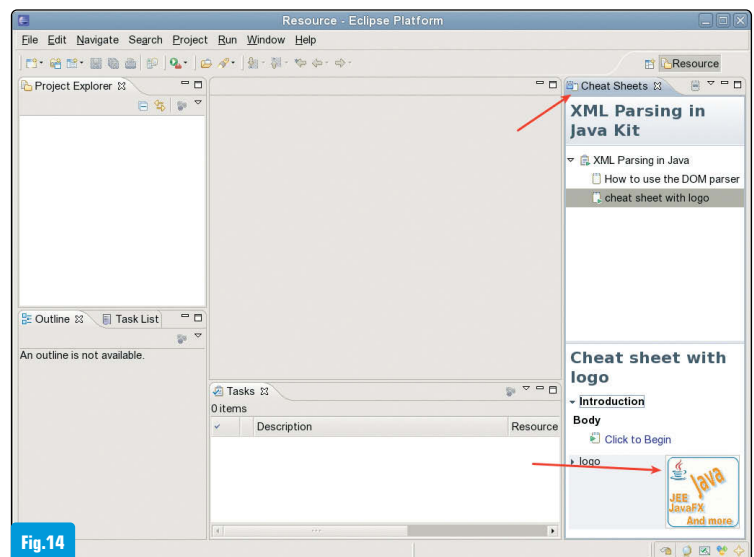 Resource - Eclipse Platform
File Edit Navigate Search Project Run Window Help
Resource
Project Explorer
Cheat Sheets
XML Parsing in
Java Kit
XML Parsing in Java
How to use the DOM parser
cheat sheet with logo
Outline Task List
An outline is not available.
Tasks
0 items
Description Resource
Cheat sheet with
logo
Introduction
Body
Click to Begin
logo
Java
JEE
JavaFX
And more
Fig.14